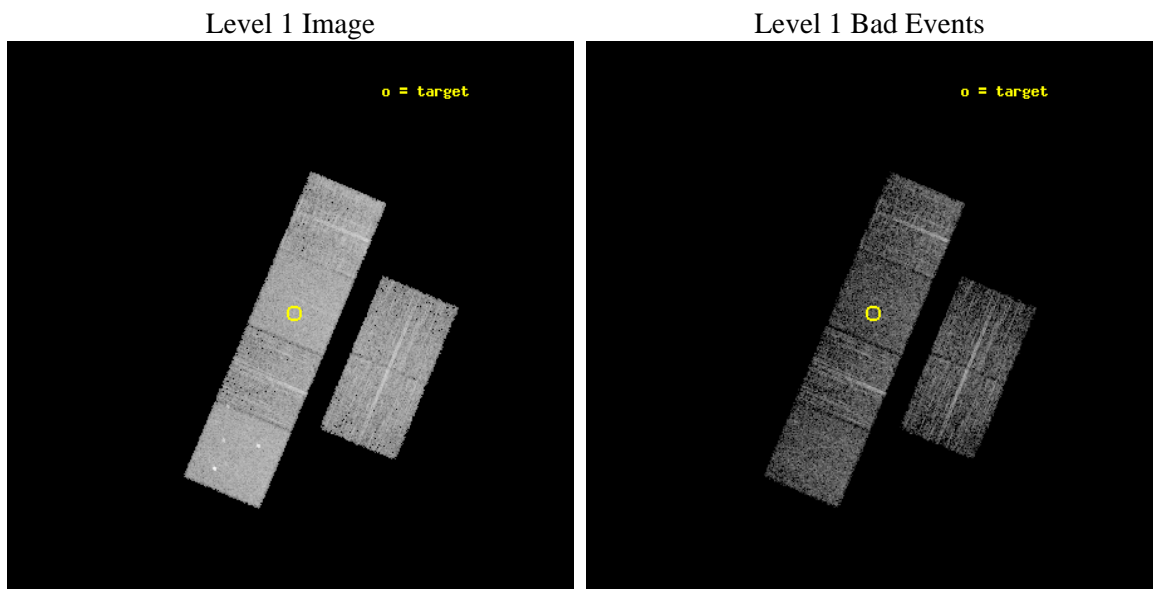 Level 1 Image
Level 1 Bad Events
o = target
o = target